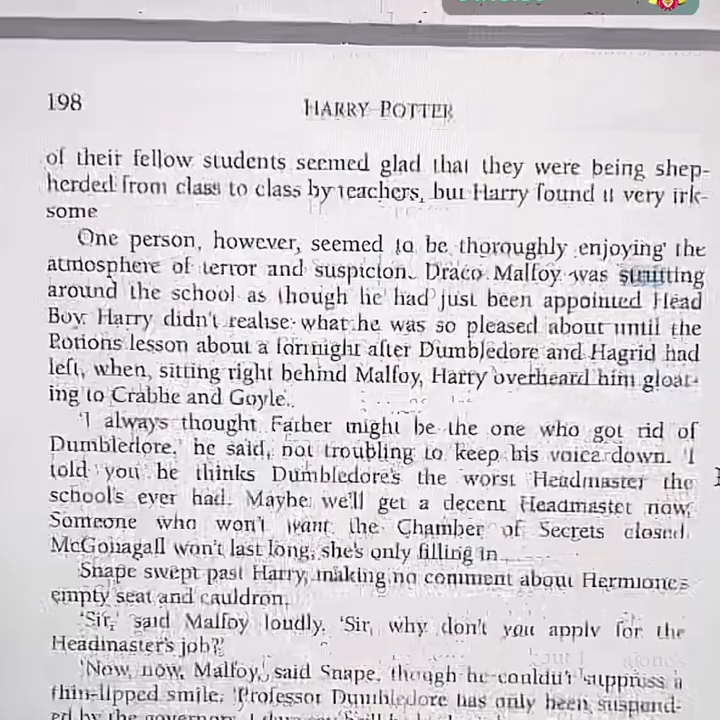 198
HARRY POTTER
of their fellow students seemed glad that they were being shep-
herded from class to class by teachers, but Harry found it very irk-
some
One person, however, seemed to be thoroughly enjoying the
atmosphere of terror and suspicion. Draco Malfoy was strutting
around the school as though he had just been appointed Head
Boy. Harry didn't realise what he was so pleased about until the
Potions lesson about a fortnight after Dumbledore and Hagrid had
left, when, sitting right behind Malfoy, Harry overheard him gloat-
ing to Crabbe and Goyle.
'I always thought Father might be the one who got rid of
Dumbledore,' he said, not troubling to keep his voice down. 'I
told you he thinks Dumbledore's the worst Headmaster the
school's ever had. Maybe we'll get a decent Headmaster now.
Someone who won't want the Chamber of Secrets closed.
McGonagall won't last long, she's only filling in
Snape swept past Harry, making no comment about Hermione's
empty seat and cauldron.
'Sir,' said Malfoy loudly. 'Sir, why don't you apply for the
Headmaster's job?'
'Now, now, Malfoy,' said Snape, though he couldn't suppress a
thin-lipped smile. 'Professor Dumbledore has only been suspend-
ed by the governors